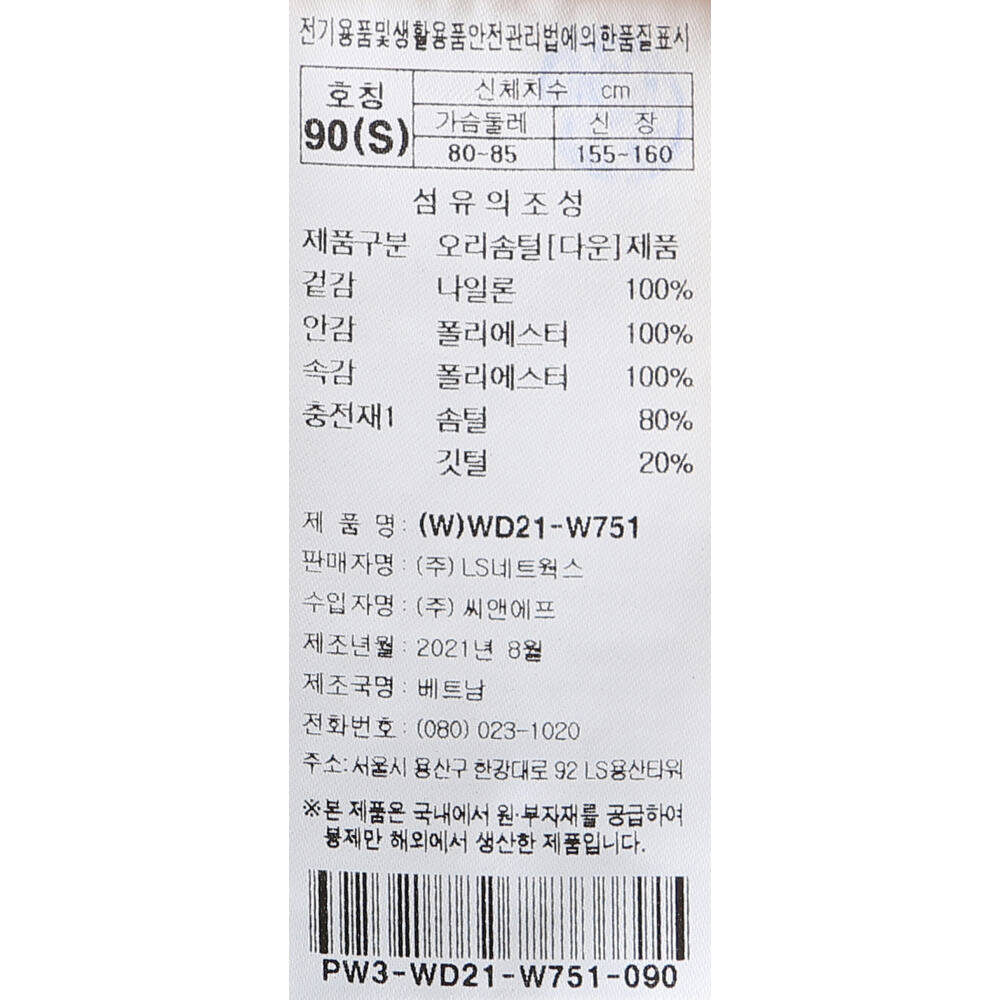 전기용품및생활용품안전관리법에의한품질표시
호칭
90(S)
신체치수 cm
가슴둘레 신 장
80~85 155~160
섬유의조성
제품구분 오리솜털[다운]제품
겉감 나일론 100%
안감 폴리에스터 100%
속감 폴리에스터 100%
충전재1 솜털 80%
깃털 20%
제 품 명: (W)WD21-W751
판매자명: (주) LS네트웍스
수입자명: (주) 씨앤에프
제조년월: 2021년 8월
제조국명: 베트남
전화번호: (080) 023-1020
주소:서울시 용산구 한강대로 92 LS용산타워
※본 제품은 국내에서 원·부자재를 공급하여
봉제만 해외에서 생산한 제품입니다.
PW3-WD21-W751-090